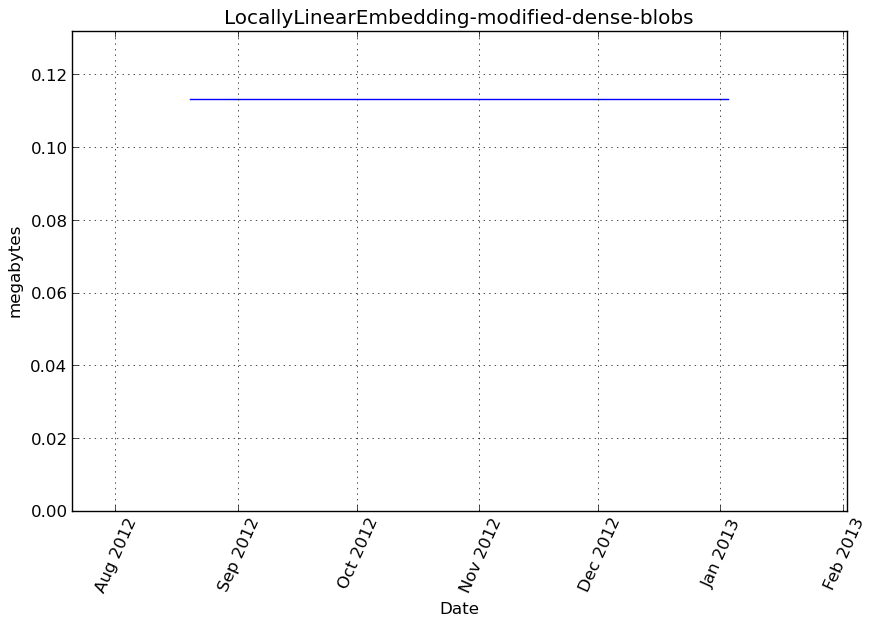 LocallyLinearEmbedding-modified-dense-blobs
megabytes
0.12
0.10
0.08
0.06
0.04
0.02
0.00
Aug 2012
Sep 2012
Oct 2012
Nov 2012
Dec 2012
Jan 2013
Feb 2013
Date